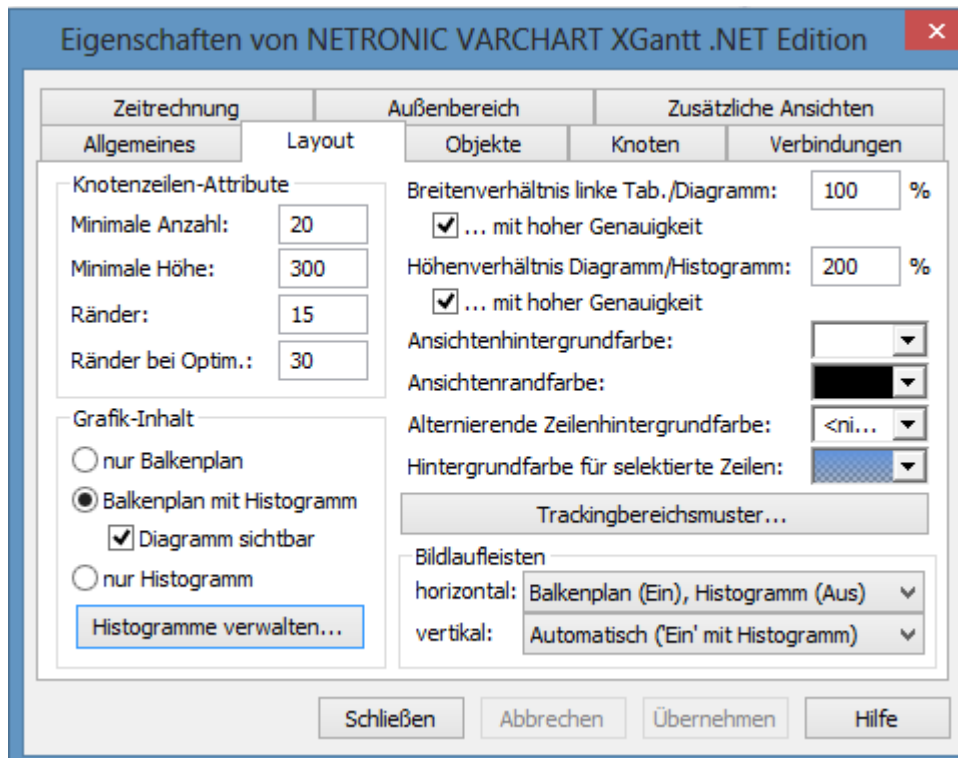 Eigenschaften von NETRONIC VARCHART XGantt .NET Edition
Zeitrechnung
Außenbereich
Zusätzliche Ansichten
Allgemeines
Layout
Objekte
Knoten
Verbindungen
Knotenzeilen-Attribute
Minimale Anzahl: 20
Minimale Höhe: 300
Ränder: 15
Ränder bei Optim.: 30
Grafik-Inhalt
nur Balkenplan
Balkenplan mit Histogramm
Diagramm sichtbar
nur Histogramm
Histogramme verwalten...
Breitenverhältnis linke Tab./Diagramm: 100 %
... mit hoher Genauigkeit
Höhenverhältnis Diagramm/Histogramm: 200 %
... mit hoher Genauigkeit
Ansichtenhintergrundfarbe:
Ansichtenrandfarbe:
Alternierende Zeilenhintergrundfarbe: <ni...
Hintergrundfarbe für selektierte Zeilen:
Trackingbereichsmuster...
Bildlaufleisten
horizontal: Balkenplan (Ein), Histogramm (Aus)
vertikal: Automatisch ('Ein' mit Histogramm)
Schließen
Abbrechen
Übernehmen
Hilfe